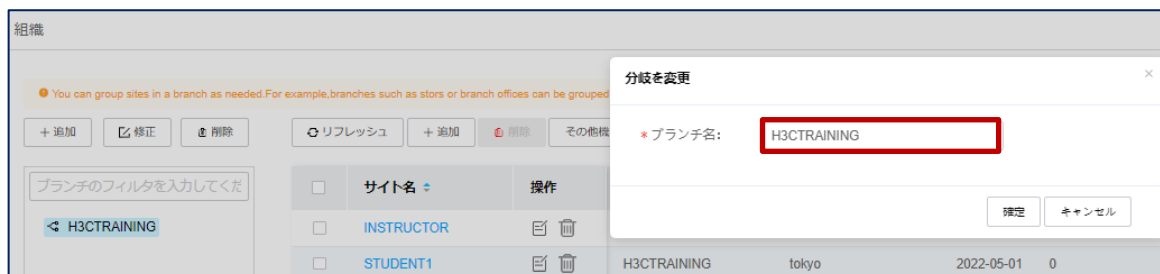 組織
You can group sites in a branch as needed.For example,branches such as stors or branch offices can be grouped
+ 追加 修正 削除 リフレッシュ + 追加 削除 その他機
ブランチのフィルタを入力してくだ
H3CTRAINING
サイト名 操作
INSTRUCTOR
STUDENT1 H3CTRAINING tokyo 2022-05-01 0
分岐を変更 ×
*ブランチ名: H3CTRAINING
確定 キャンセル